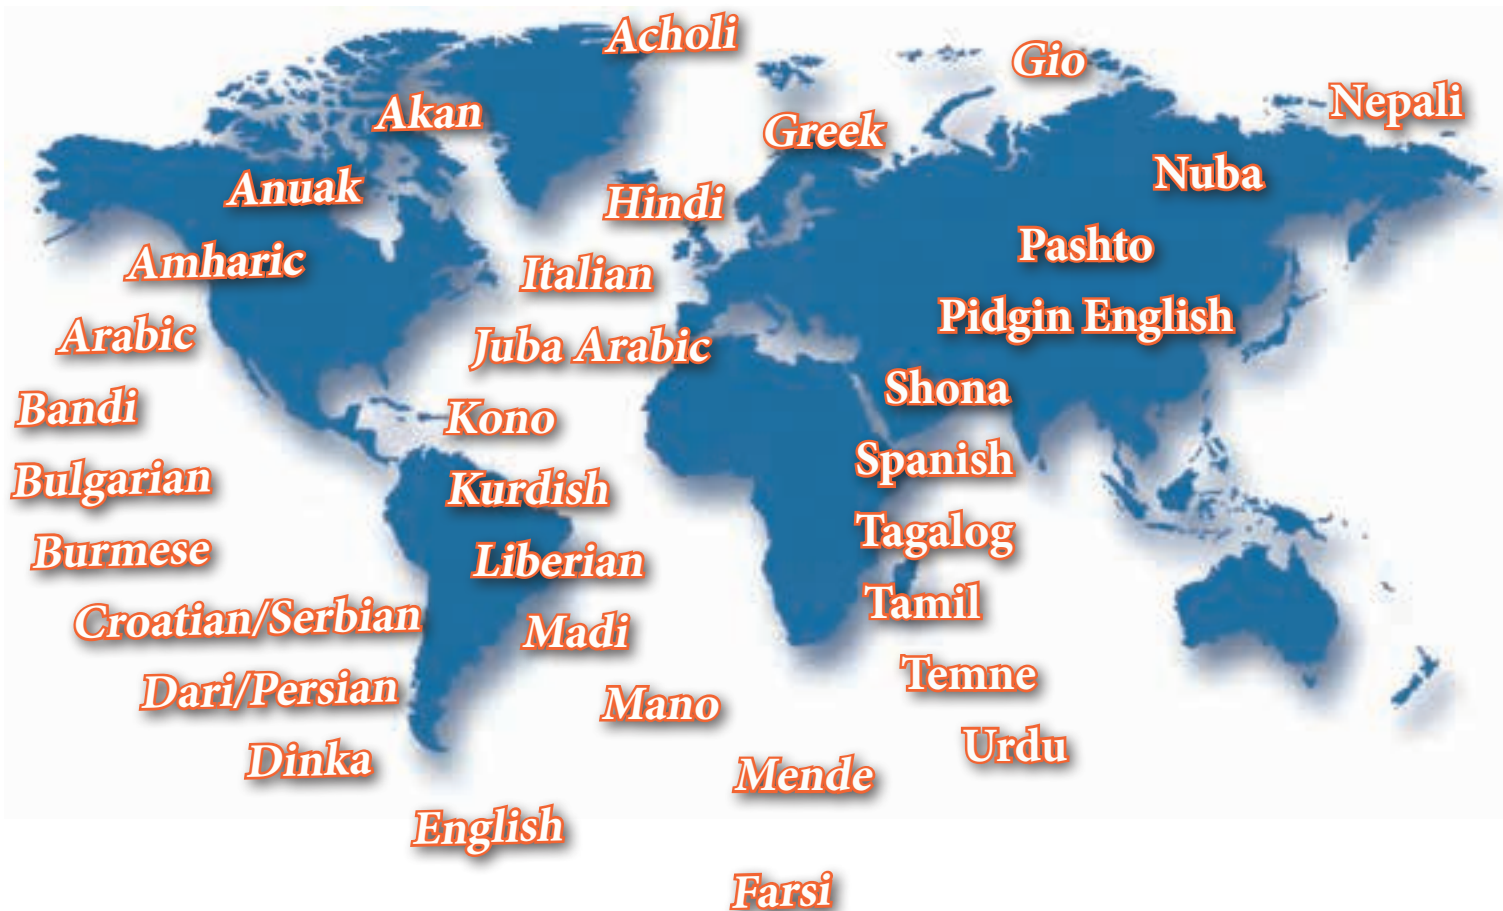 Acholi
Akan
Anuak
Amharic
Arabic
Bandi
Bulgarian
Burmese
Croatian/Serbian
Dari/Persian
Dinka
English
Farsi
Gio
Greek
Hindi
Italian
Juba Arabic
Kono
Kurdish
Liberian
Madi
Mano
Mende
Nepali
Nuba
Pashto
Pidgin English
Shona
Spanish
Tagalog
Tamil
Temne
Urdu